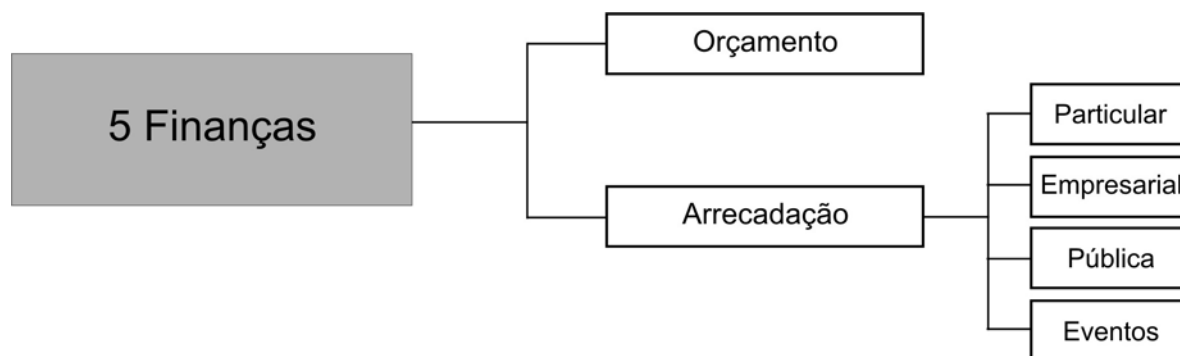 5 Finanças
Orçamento
Arrecadação
Particular
Empresarial
Pública
Eventos